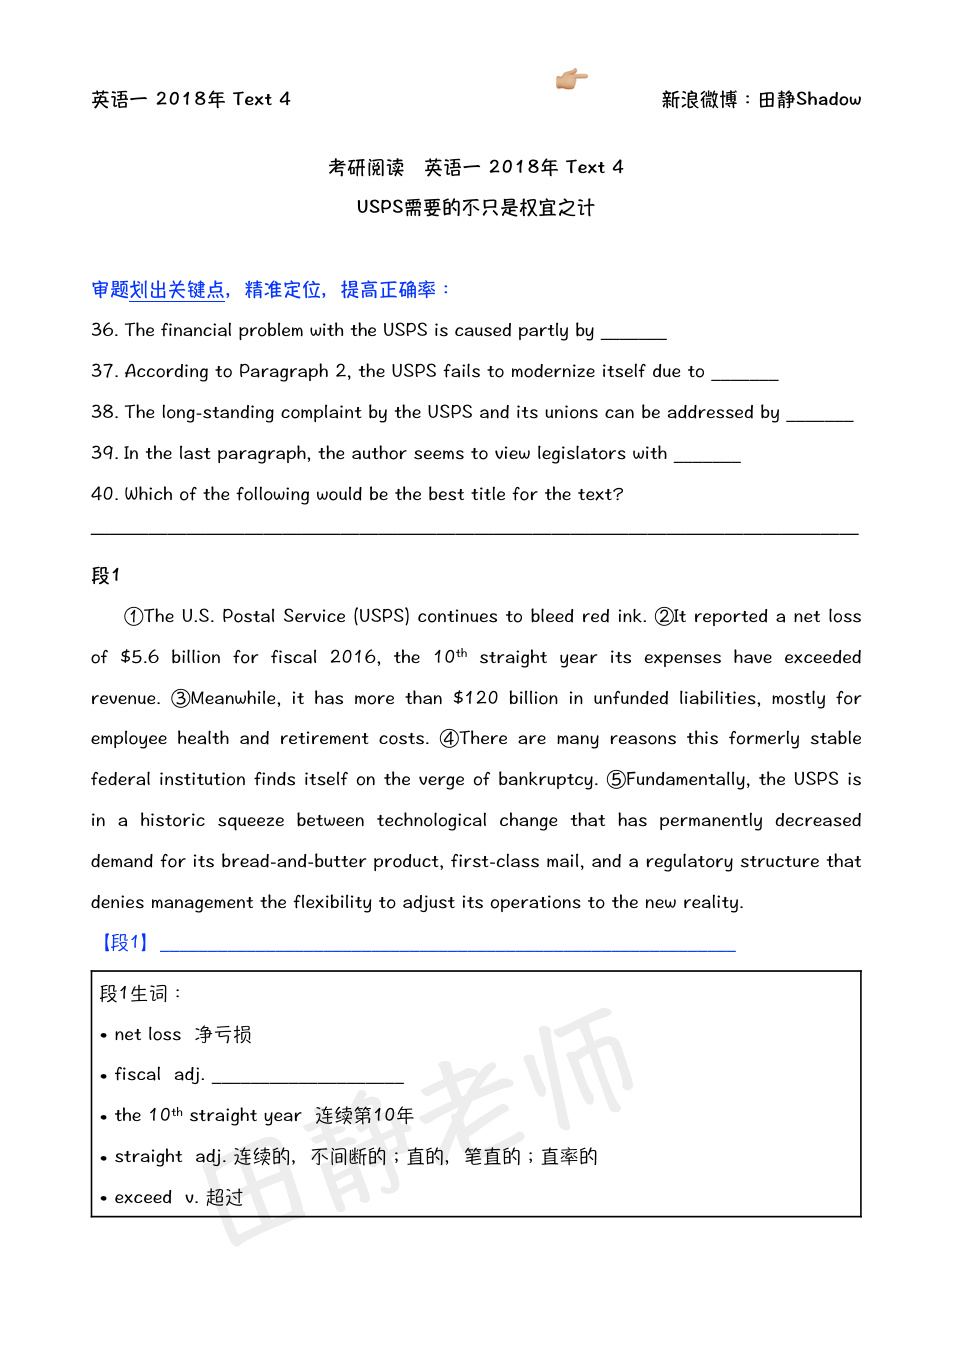 英语一 2018年 Text 4 新浪微博：田静Shadow
考研阅读 英语一 2018年 Text 4
USPS需要的不只是权宜之计
审题划出关键点，精准定位，提高正确率：
36. The financial problem with the USPS is caused partly by _______
37. According to Paragraph 2, the USPS fails to modernize itself due to _______
38. The long-standing complaint by the USPS and its unions can be addressed by _______
39. In the last paragraph, the author seems to view legislators with _______
40. Which of the following would be the best title for the text?
段1
①The U.S. Postal Service (USPS) continues to bleed red ink. ②It reported a net loss
of $5.6 billion for fiscal 2016, the 10th straight year its expenses have exceeded
revenue. ③Meanwhile, it has more than $120 billion in unfunded liabilities, mostly for
employee health and retirement costs. ④There are many reasons this formerly stable
federal institution finds itself on the verge of bankruptcy. ⑤Fundamentally, the USPS is
in a historic squeeze between technological change that has permanently decreased
demand for its bread-and-butter product, first-class mail, and a regulatory structure that
denies management the flexibility to adjust its operations to the new reality.
【段1】 ____________________________________________________________
段1生词：
• net loss 净亏损
• fiscal adj. ____________________
• the 10th straight year 连续第10年
• straight adj. 连续的，不间断的；直的，笔直的；直率的
• exceed v. 超过
田静老师